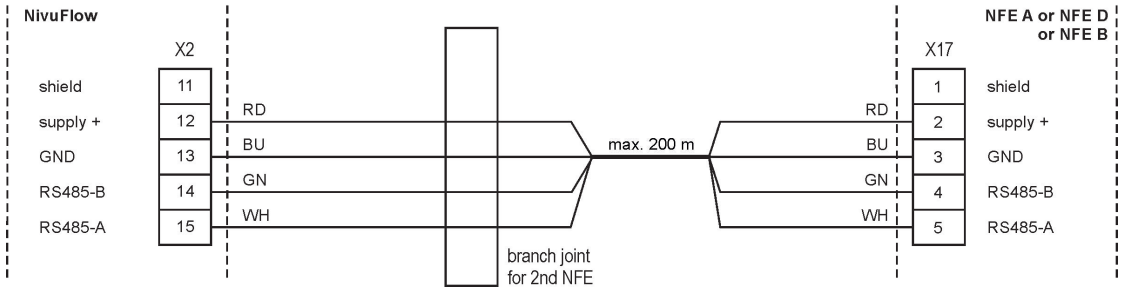 NivuFlow
NFE A or NFE D
or NFE B
X2
X17
shield 11
1 shield
supply + 12 RD
RD 2 supply +
GND 13 BU
max. 200 m
BU 3 GND
RS485-B 14 GN
GN 4 RS485-B
RS485-A 15 WH
WH 5 RS485-A
branch joint
for 2nd NFE